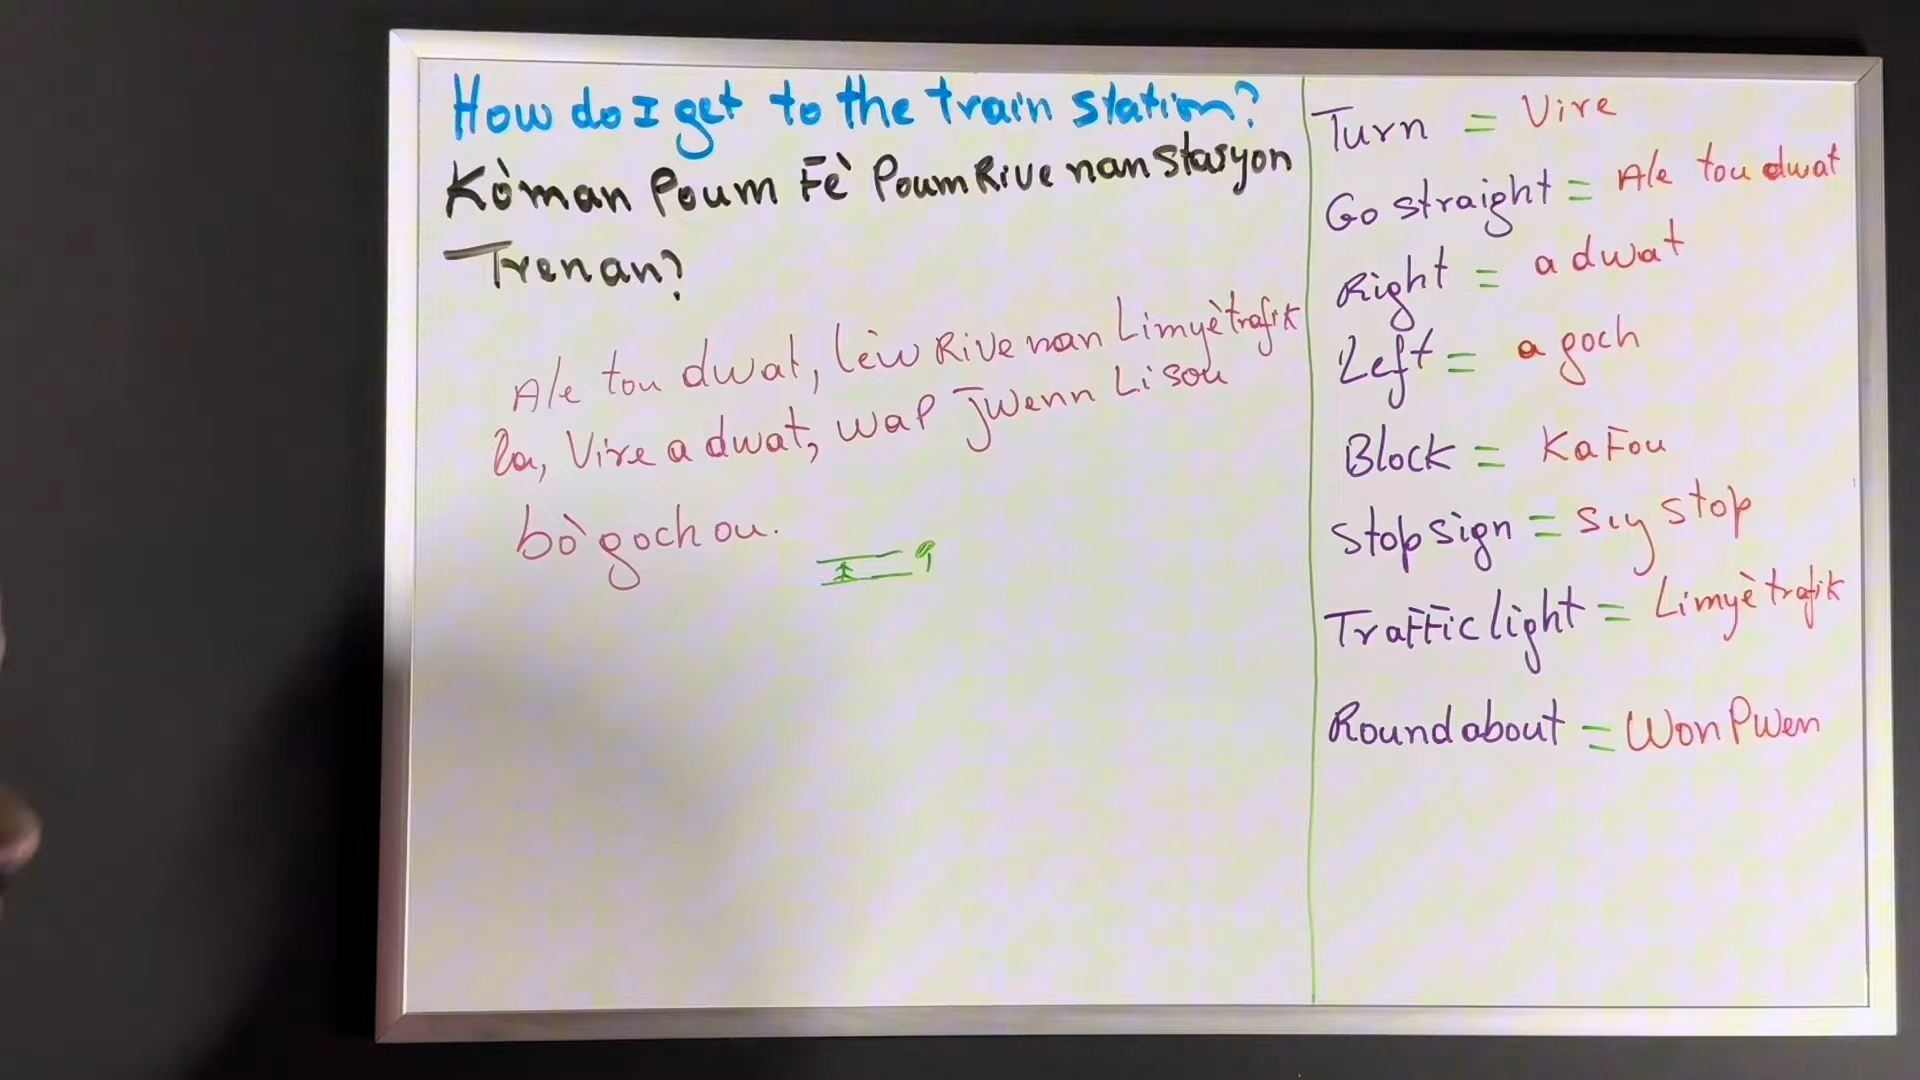 How do I get to the train station?
Kòman Poum Fè Poum Rive nan Stasyon
Trenan?
Ale tou dwat, lèw Rive nan Limyè trafik
la, Vire a dwat, wap Jwenn Li sou
bò goch ou.
Turn = Vire
Go straight = Ale tou dwat
Right = a dwat
Left = a goch
Block = KaFou
Stop sign = Siy stop
Traffic light = Limyè trafik
Roundabout = Won Pwen